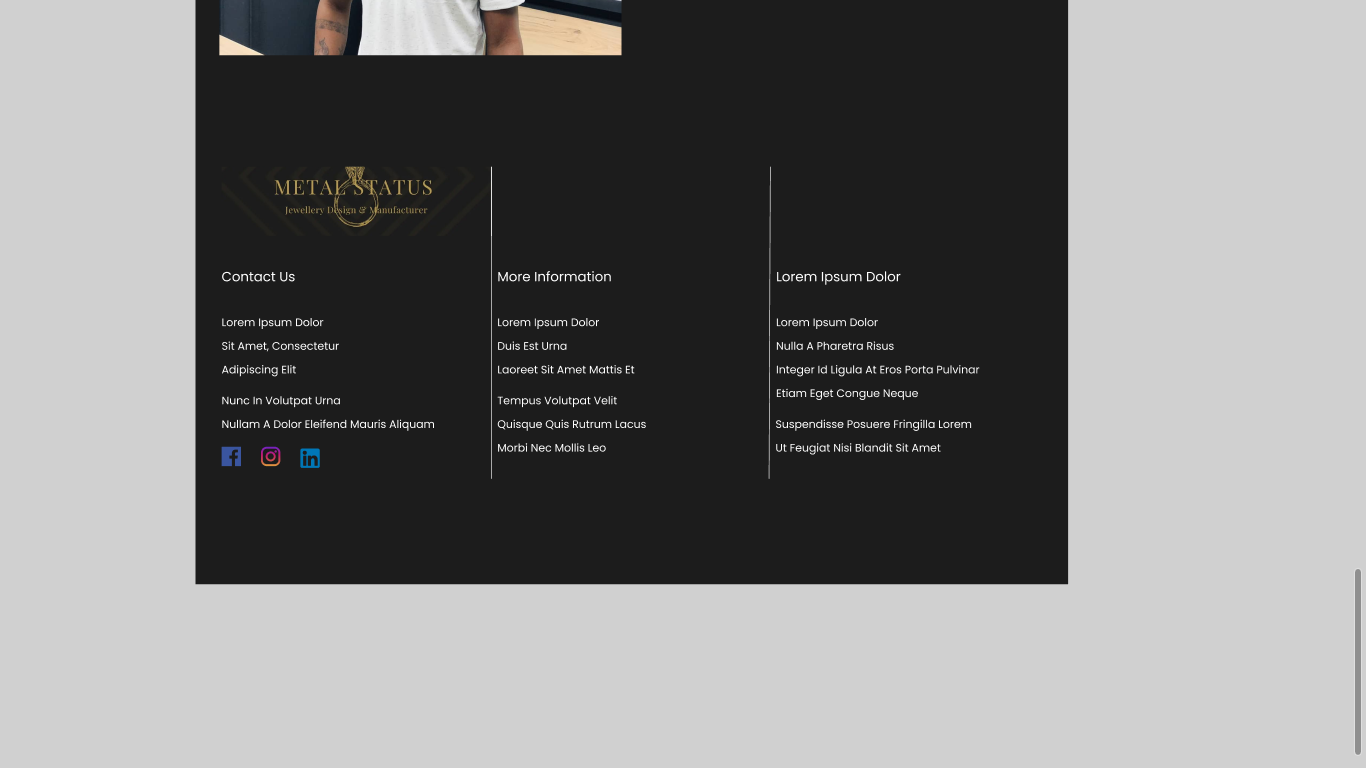 METAL STATUS
Jewellery Design & Manufacturer
Contact Us
Lorem Ipsum Dolor
Sit Amet, Consectetur
Adipiscing Elit
Nunc In Volutpat Urna
Nullam A Dolor Eleifend Mauris Aliquam
More Information
Lorem Ipsum Dolor
Duis Est Urna
Laoreet Sit Amet Mattis Et
Tempus Volutpat Velit
Quisque Quis Rutrum Lacus
Morbi Nec Mollis Leo
Lorem Ipsum Dolor
Lorem Ipsum Dolor
Nulla A Pharetra Risus
Integer Id Ligula At Eros Porta Pulvinar
Etiam Eget Congue Neque
Suspendisse Posuere Fringilla Lorem
Ut Feugiat Nisi Blandit Sit Amet